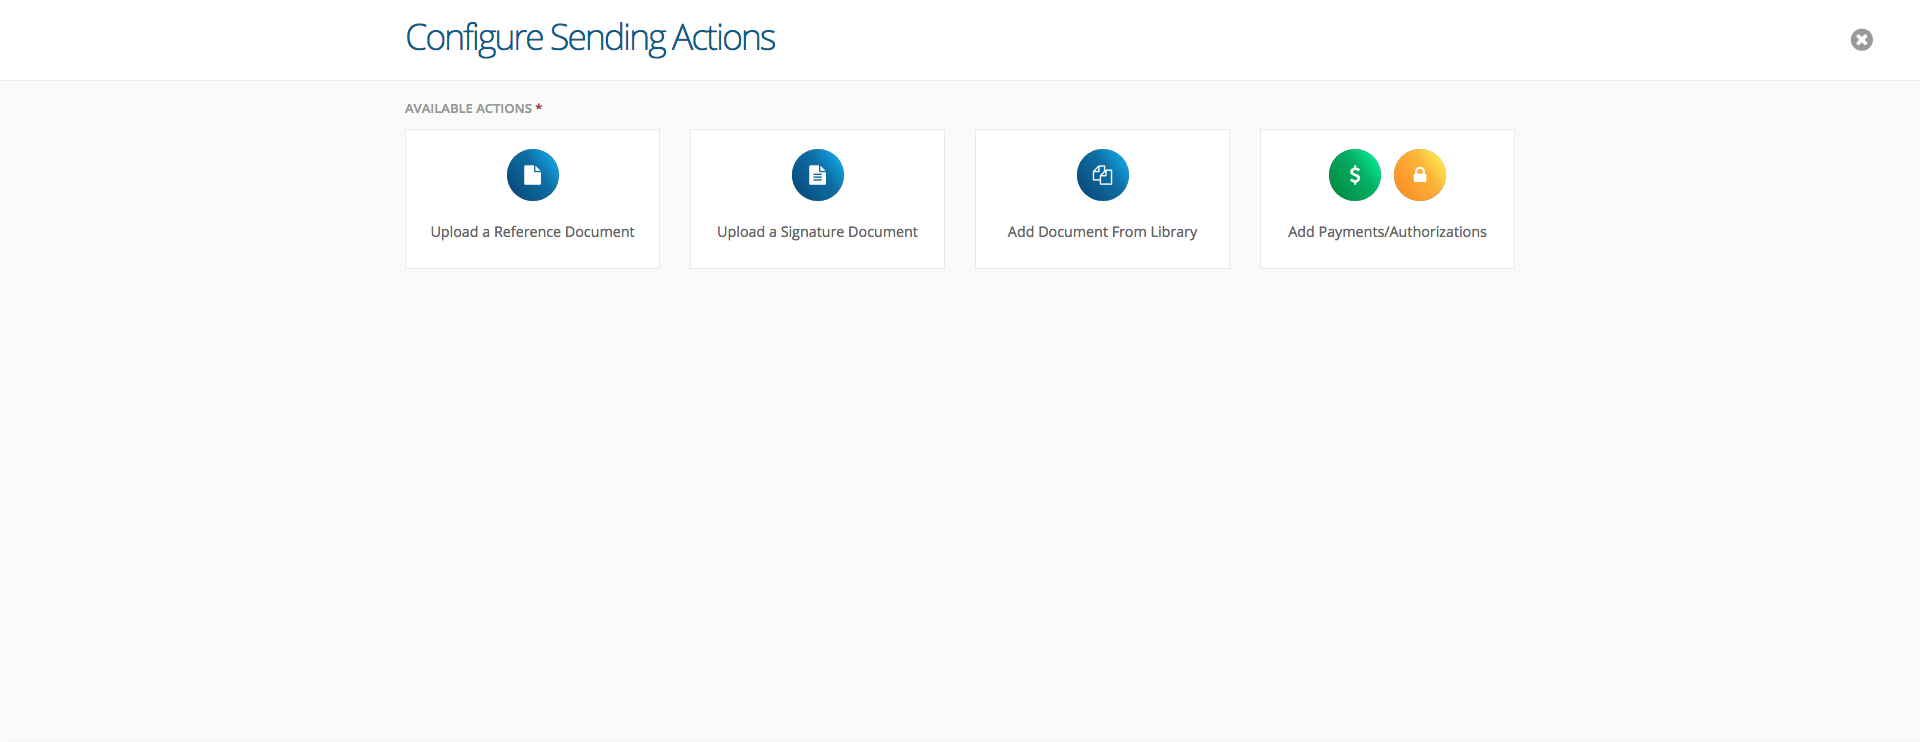 Configure Sending Actions
AVAILABLE ACTIONS *
Upload a Reference Document
Upload a Signature Document
Add Document From Library
$
Add Payments/Authorizations